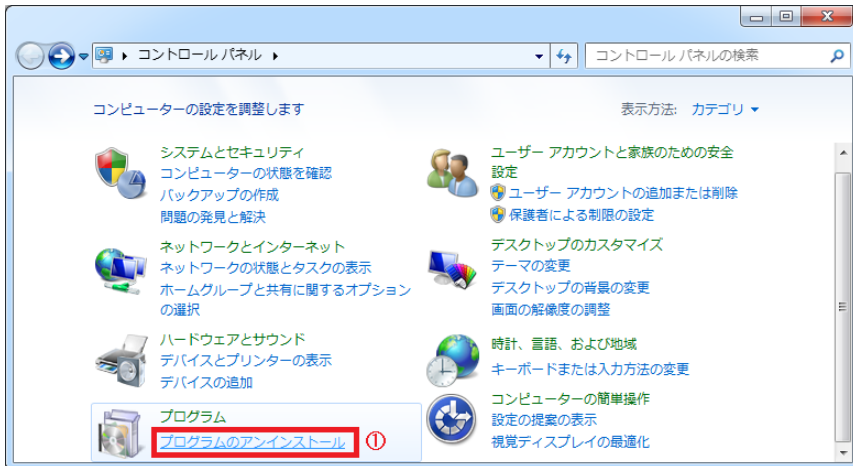 コントロール パネル
コントロール パネルの検索
コンピューターの設定を調整します
表示方法: カテゴリ
システムとセキュリティ
コンピューターの状態を確認
バックアップの作成
問題の発見と解決
ネットワークとインターネット
ネットワークの状態とタスクの表示
ホームグループと共有に関するオプション
の選択
ハードウェアとサウンド
デバイスとプリンターの表示
デバイスの追加
プログラム
プログラムのアンインストール ①
ユーザー アカウントと家族のための安全
設定
ユーザー アカウントの追加または削除
保護者による制限の設定
デスクトップのカスタマイズ
テーマの変更
デスクトップの背景の変更
画面の解像度の調整
時計、言語、および地域
キーボードまたは入力方法の変更
コンピューターの簡単操作
設定の提案の表示
視覚ディスプレイの最適化